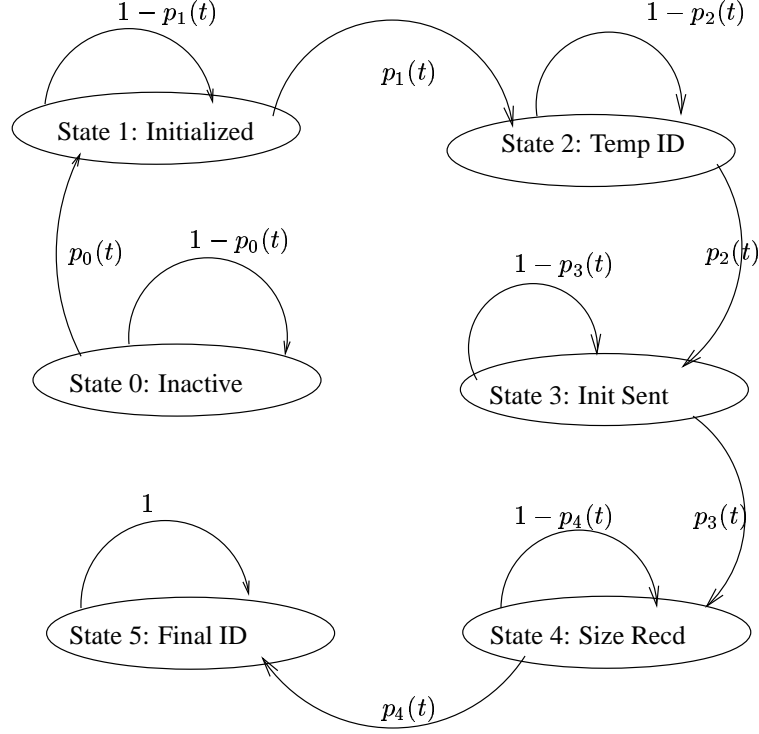 1 − p₁(t)
1 − p₂(t)
p₁(t)
State 1: Initialized
State 2: Temp ID
p₀(t)
1 − p₀(t)
p₂(t)
1 − p₃(t)
State 0: Inactive
State 3: Init Sent
1
1 − p₄(t)
p₃(t)
State 5: Final ID
State 4: Size Recd
p₄(t)